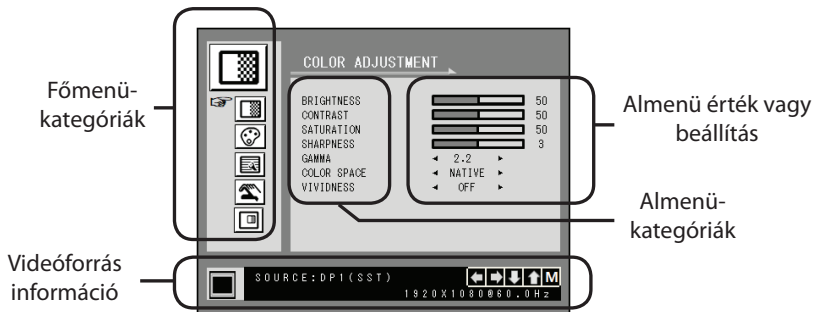 Főmenü-
kategóriák
COLOR ADJUSTMENT
BRIGHTNESS 50
CONTRAST 50
SATURATION 50
SHARPNESS 3
GAMMA 2.2
COLOR SPACE NATIVE
VIVIDNESS OFF
Almenü érték vagy
beállítás
Almenü-
kategóriák
Videóforrás
információ
SOURCE:DP1(SST)
M
1920X1080@60.0Hz